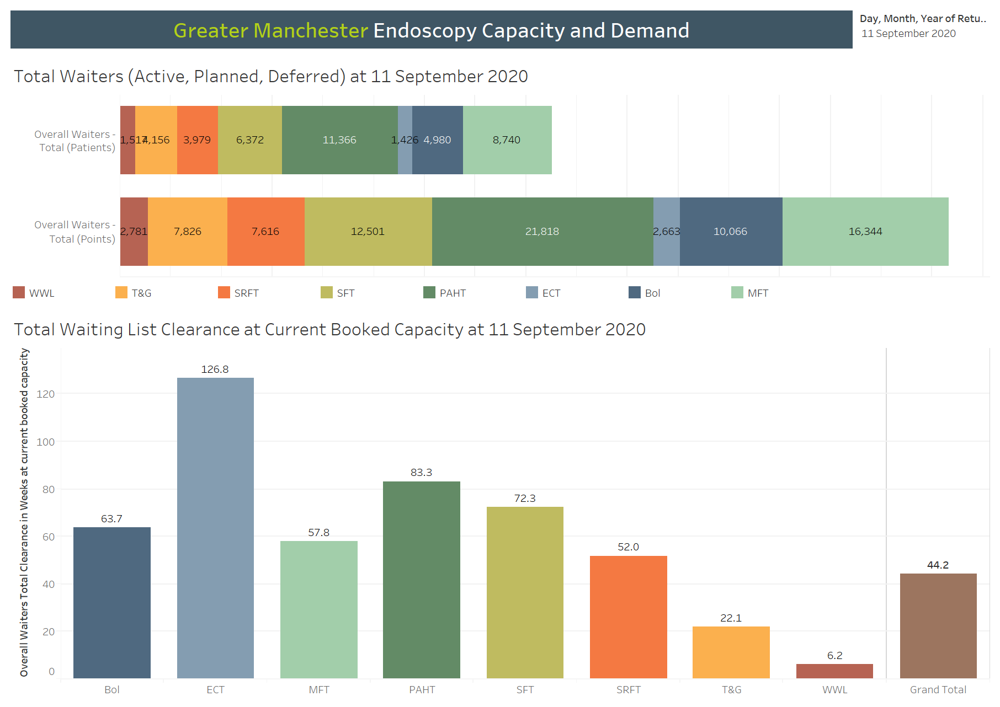 Greater Manchester Endoscopy Capacity and Demand
Day, Month, Year of Retu..
11 September 2020
Total Waiters (Active, Planned, Deferred) at 11 September 2020
Overall Waiters -
Total (Patients)
1,517 4,156 3,979 6,372 11,366 1,426 4,980 8,740
Overall Waiters -
Total (Points)
2,781 7,826 7,616 12,501 21,818 2,663 10,066 16,344
WWL T&G SRFT SFT PAHT ECT Bol MFT
Total Waiting List Clearance at Current Booked Capacity at 11 September 2020
Overall Waiters Total Clearance in Weeks at current booked capacity
120
100
80
60
40
20
0
63.7
126.8
57.8
83.3
72.3
52.0
22.1
6.2
44.2
Bol ECT MFT PAHT SFT SRFT T&G WWL Grand Total